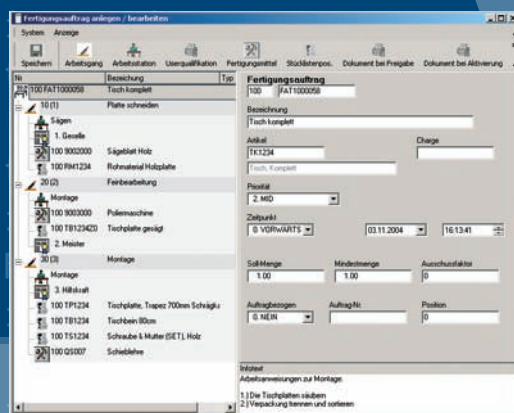 Fertigungsauftrag anlegen / bearbeiten
System Anzeige
Speichern Arbeitsgang Arbeitsstation Userqualifikation Fertigungsmittel Stücklistenpos. Dokument bei Freigabe Dokument bei Aktivierung
Nr Bezeichung Typ
100 FAT1000058 Tisch komplett
10 (1) Platte schneiden
Sägen
1. Geselle
100 9002000 Sägeblatt Holz
100 RM1234 Rohmaterial Holzplatte
20 (2) Feinbearbeitung
Montage
100 9003000 Poliermaschine
100 TB1234ZD Tischplatte gesägt
2. Meister
30 (3) Montage
Montage
3. Hilfskraft
100 TP1234 Tischplatte, Trapez 700mm Schräglu
100 TB1234 Tischbein 80cm
100 TS1234 Schraube & Mutter (SET), Holz
100 QS007 Schieblehre
Fertigungsauftrag
100 FAT1000058
Bezeichnung
Tisch komplett
Artikel Charge
TK1234
Tisch, Komplett
Priorität
2. MID
Zeitpunkt
0. VORWÄRTS 03.11.2004 16:13:41
Soll-Menge Mindestmenge Ausschussfaktor
1.00 1.00 0
Auftragbezogen Auftrag-Nr. Position
0. NEIN 0
Infotext
Arbeitsanweisungen zur Montage.
1.) Die Tischplatten säubern
2.) Verpackung trennen und sortieren